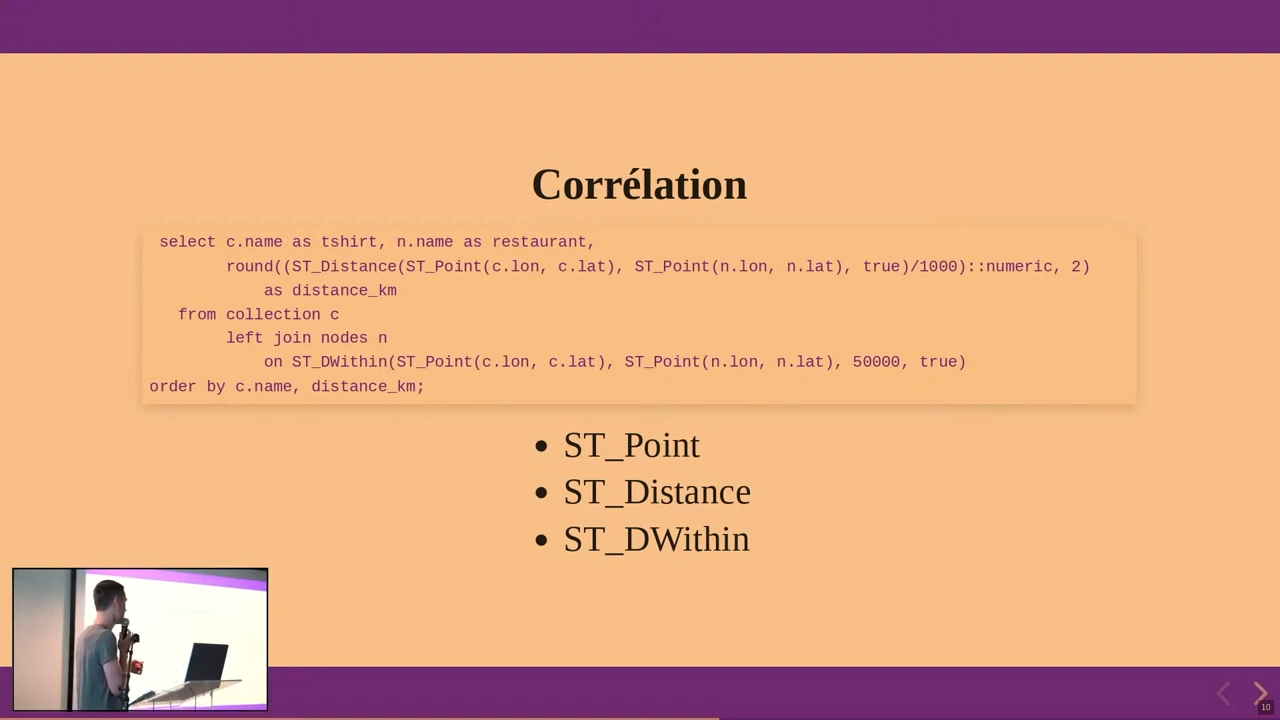 Corrélation
select c.name as tshirt, n.name as restaurant,
round((ST_Distance(ST_Point(c.lon, c.lat), ST_Point(n.lon, n.lat), true)/1000)::numeric, 2)
as distance_km
from collection c
left join nodes n
on ST_DWithin(ST_Point(c.lon, c.lat), ST_Point(n.lon, n.lat), 50000, true)
order by c.name, distance_km;
• ST_Point
• ST_Distance
• ST_DWithin
10